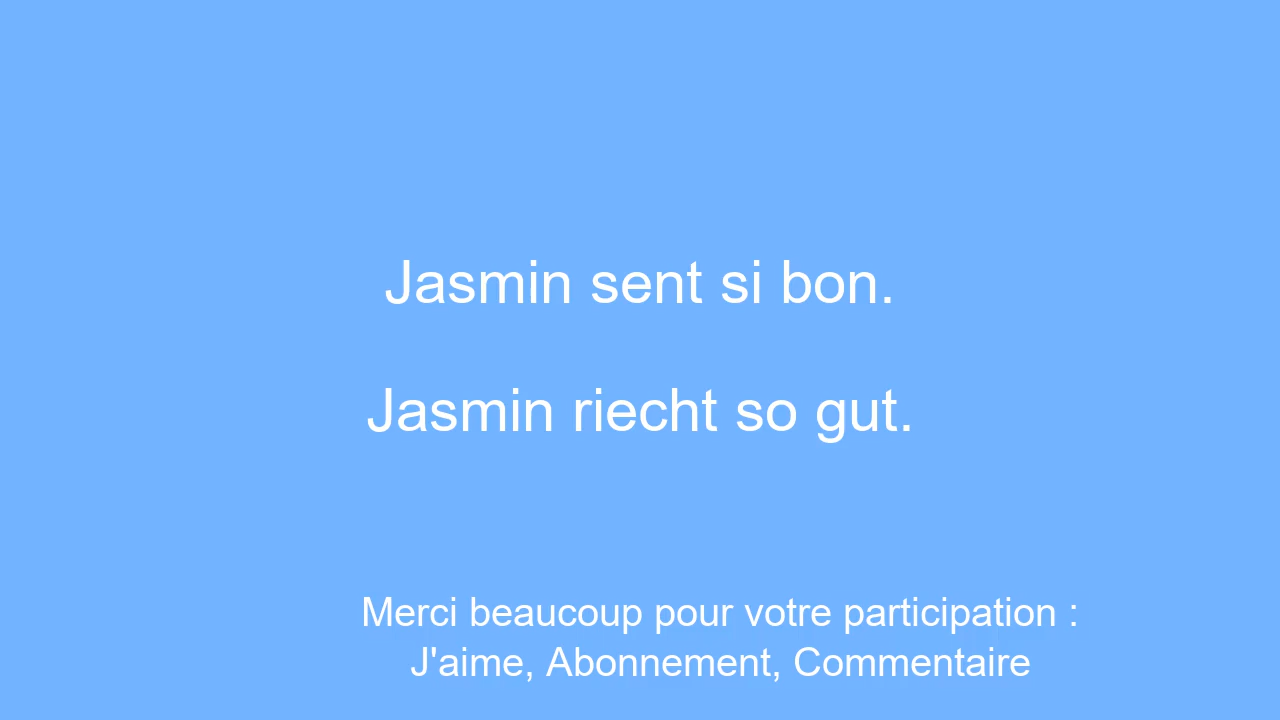 Jasmin sent si bon.
Jasmin riecht so gut.
Merci beaucoup pour votre participation :
J'aime, Abonnement, Commentaire